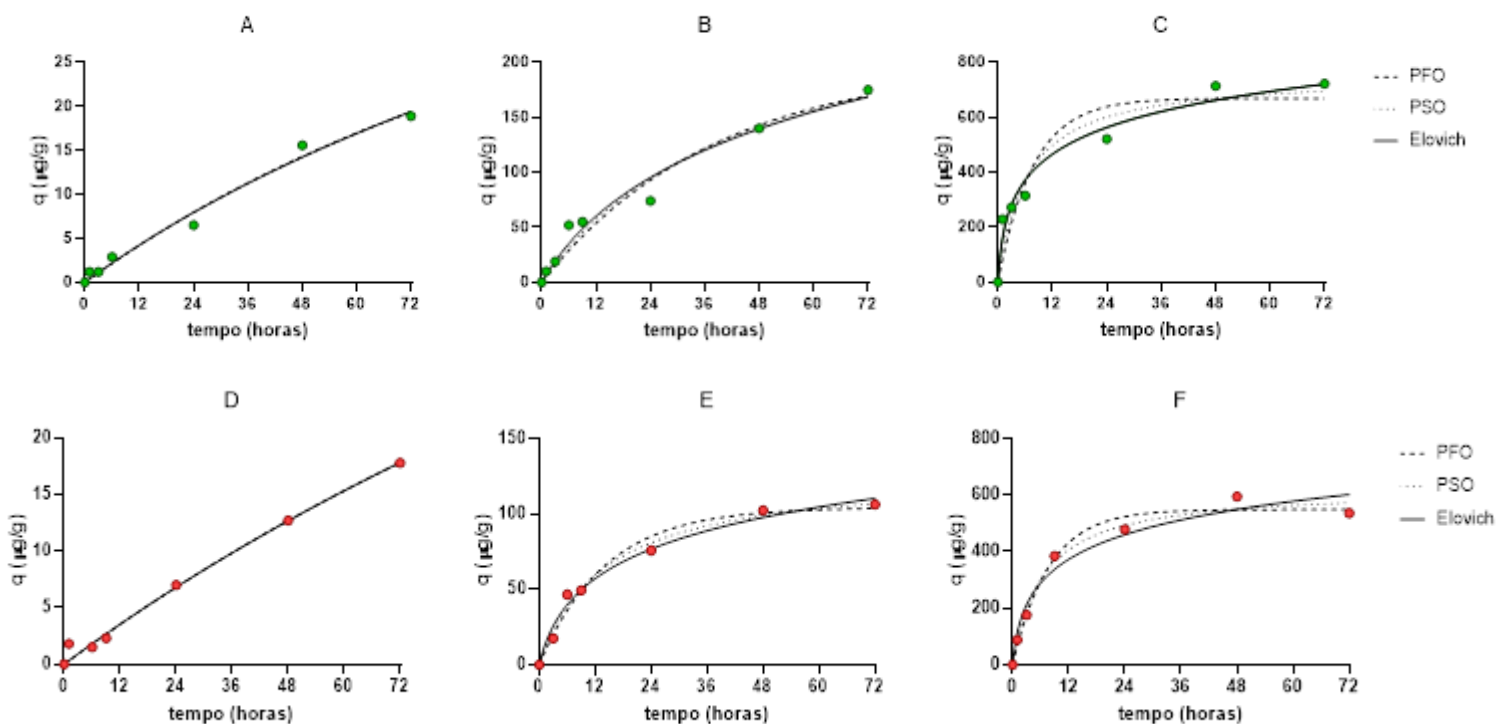 A
B
C
25
20
15
10
5
0
q (µg/g)
0 12 24 36 48 60 72
tempo (horas)
200
150
100
50
0
q (µg/g)
0 12 24 36 48 60 72
tempo (horas)
800
600
400
200
0
q (µg/g)
0 12 24 36 48 60 72
tempo (horas)
PFO
PSO
Elovich
D
E
F
20
15
10
5
0
q (µg/g)
0 12 24 36 48 60 72
tempo (horas)
150
100
50
0
q (µg/g)
0 12 24 36 48 60 72
tempo (horas)
800
600
400
200
0
q (µg/g)
0 12 24 36 48 60 72
tempo (horas)
PFO
PSO
Elovich